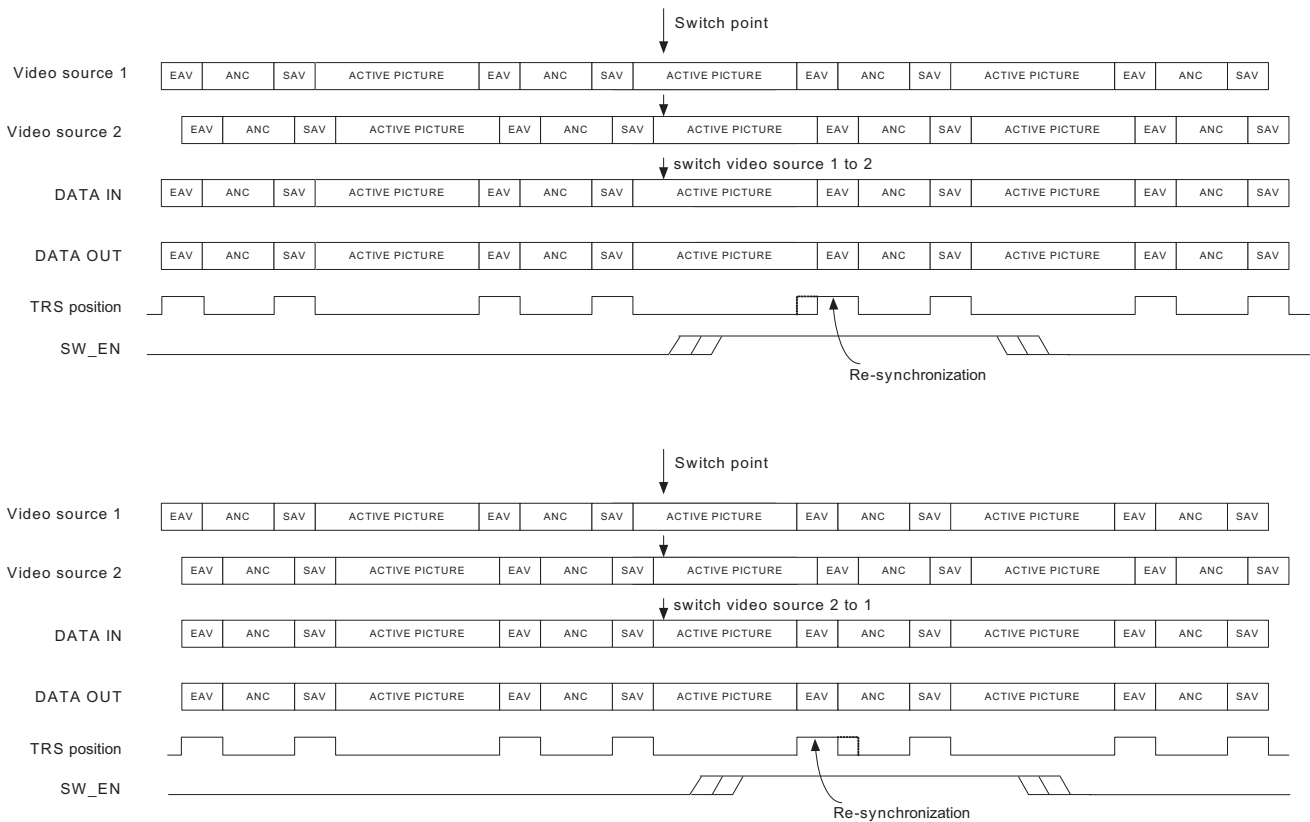 Switch point
Video source 1 EAV ANC SAV ACTIVE PICTURE EAV ANC SAV ACTIVE PICTURE EAV ANC SAV ACTIVE PICTURE EAV ANC SAV
Video source 2 EAV ANC SAV ACTIVE PICTURE EAV ANC SAV ACTIVE PICTURE EAV ANC SAV ACTIVE PICTURE EAV ANC SAV
switch video source 1 to 2
DATA IN EAV ANC SAV ACTIVE PICTURE EAV ANC SAV ACTIVE PICTURE EAV ANC SAV ACTIVE PICTURE EAV ANC SAV
DATA OUT EAV ANC SAV ACTIVE PICTURE EAV ANC SAV ACTIVE PICTURE EAV ANC SAV ACTIVE PICTURE EAV ANC SAV
TRS position
SW_EN
Re-synchronization
Switch point
Video source 1 EAV ANC SAV ACTIVE PICTURE EAV ANC SAV ACTIVE PICTURE EAV ANC SAV ACTIVE PICTURE EAV ANC SAV
Video source 2 EAV ANC SAV ACTIVE PICTURE EAV ANC SAV ACTIVE PICTURE EAV ANC SAV ACTIVE PICTURE EAV ANC SAV
switch video source 2 to 1
DATA IN EAV ANC SAV ACTIVE PICTURE EAV ANC SAV ACTIVE PICTURE EAV ANC SAV ACTIVE PICTURE EAV ANC SAV
DATA OUT EAV ANC SAV ACTIVE PICTURE EAV ANC SAV ACTIVE PICTURE EAV ANC SAV ACTIVE PICTURE EAV ANC SAV
TRS position
SW_EN
Re-synchronization